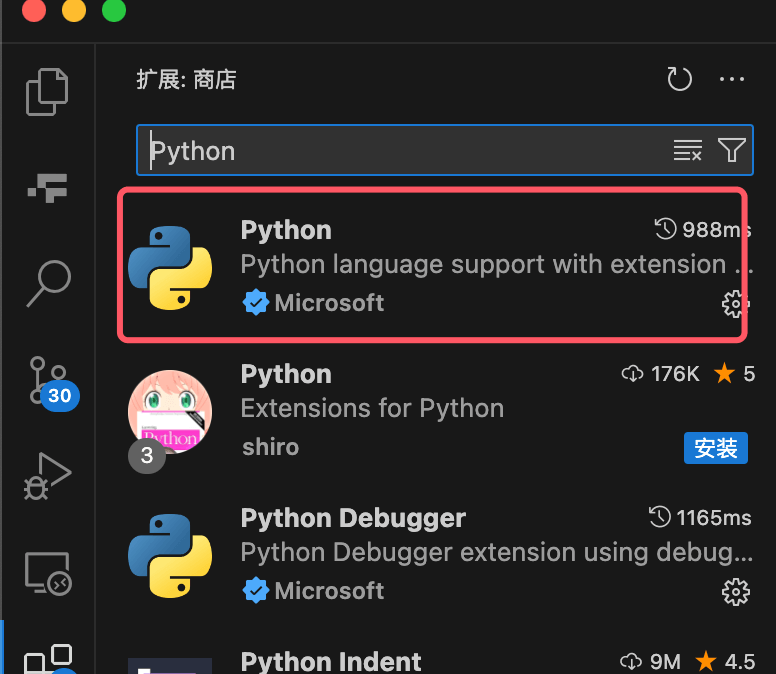 扩展: 商店
Python
Python
988ms
Python language support with extension ...
Microsoft
Python
176K
5
Extensions for Python
Python
shiro
3
安装
30
Python Debugger
1165ms
Python Debugger extension using debug...
Microsoft
Python Indent
9M
4.5